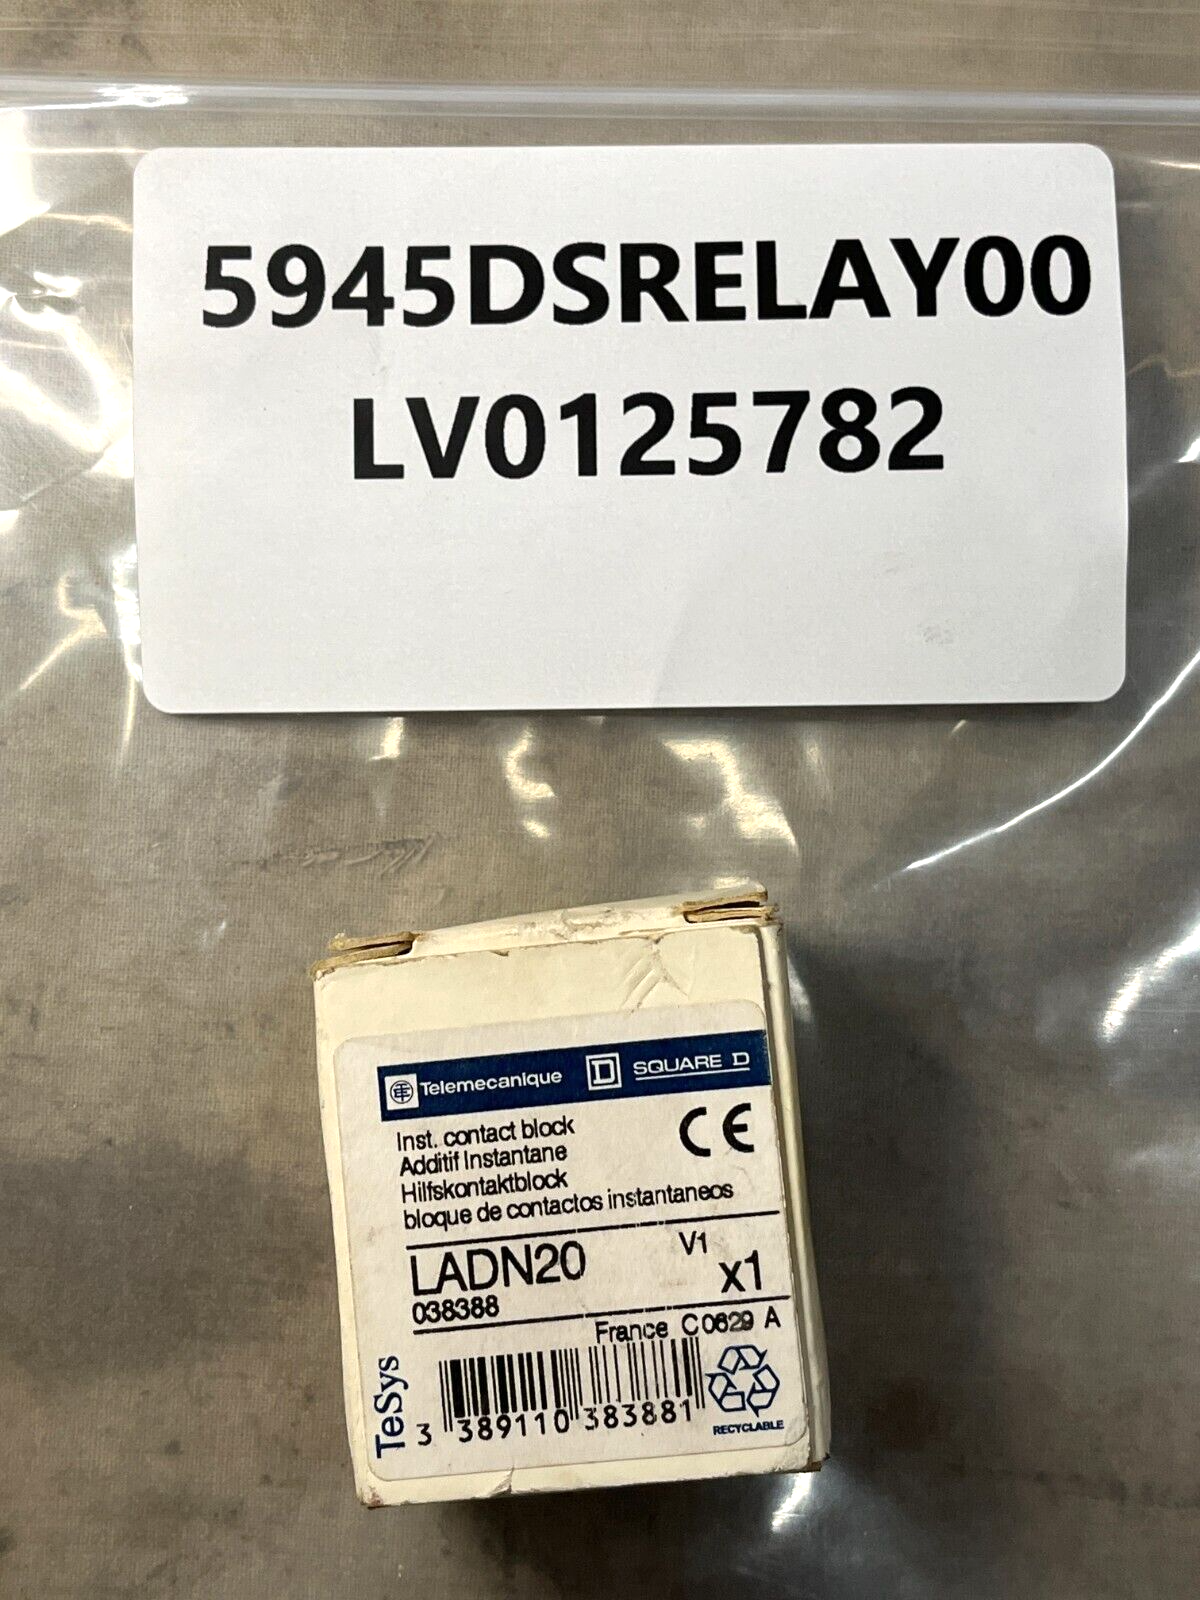 5945DSRELAY00
LV0125782
Telemecanique D SQUARE D
Inst. contact block
Additif Instantane
Hilfskontaktblock
bloque de contactos instantaneos
CE
LADN20 V1
038388 x1
France C 0629 A
TeSys
3 389110 383881
RECYCLABLE